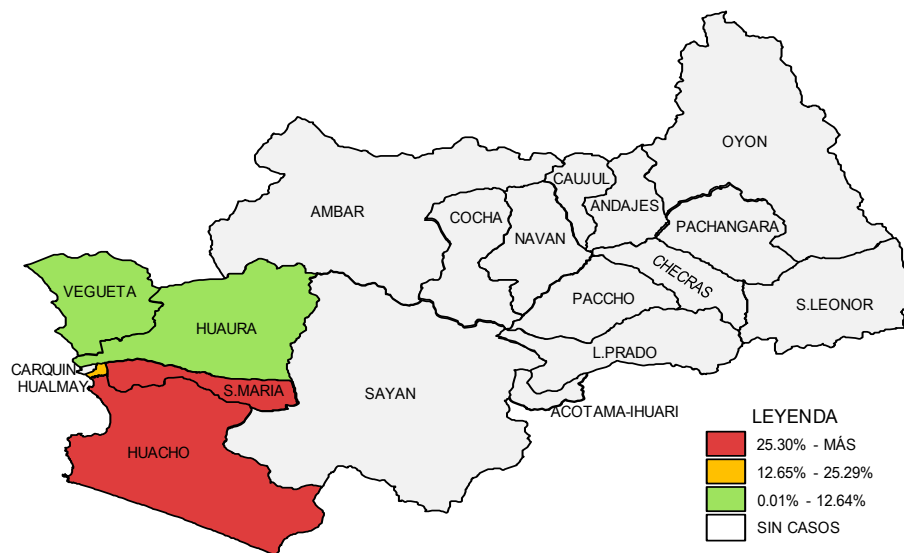 OYON
CAUJUL
ANDAJES
AMBAR
COCHA
NAVAN
PACHANGARA
CHECRAS
VEGUETA
PACCHO
S.LEONOR
HUAURA
L.PRADO
CARQUIN
HUALMAY
S.MARIA
SAYAN
ACOTAMA-IHUARI
HUACHO
LEYENDA
25.30% - MÁS
12.65% - 25.29%
0.01% - 12.64%
SIN CASOS